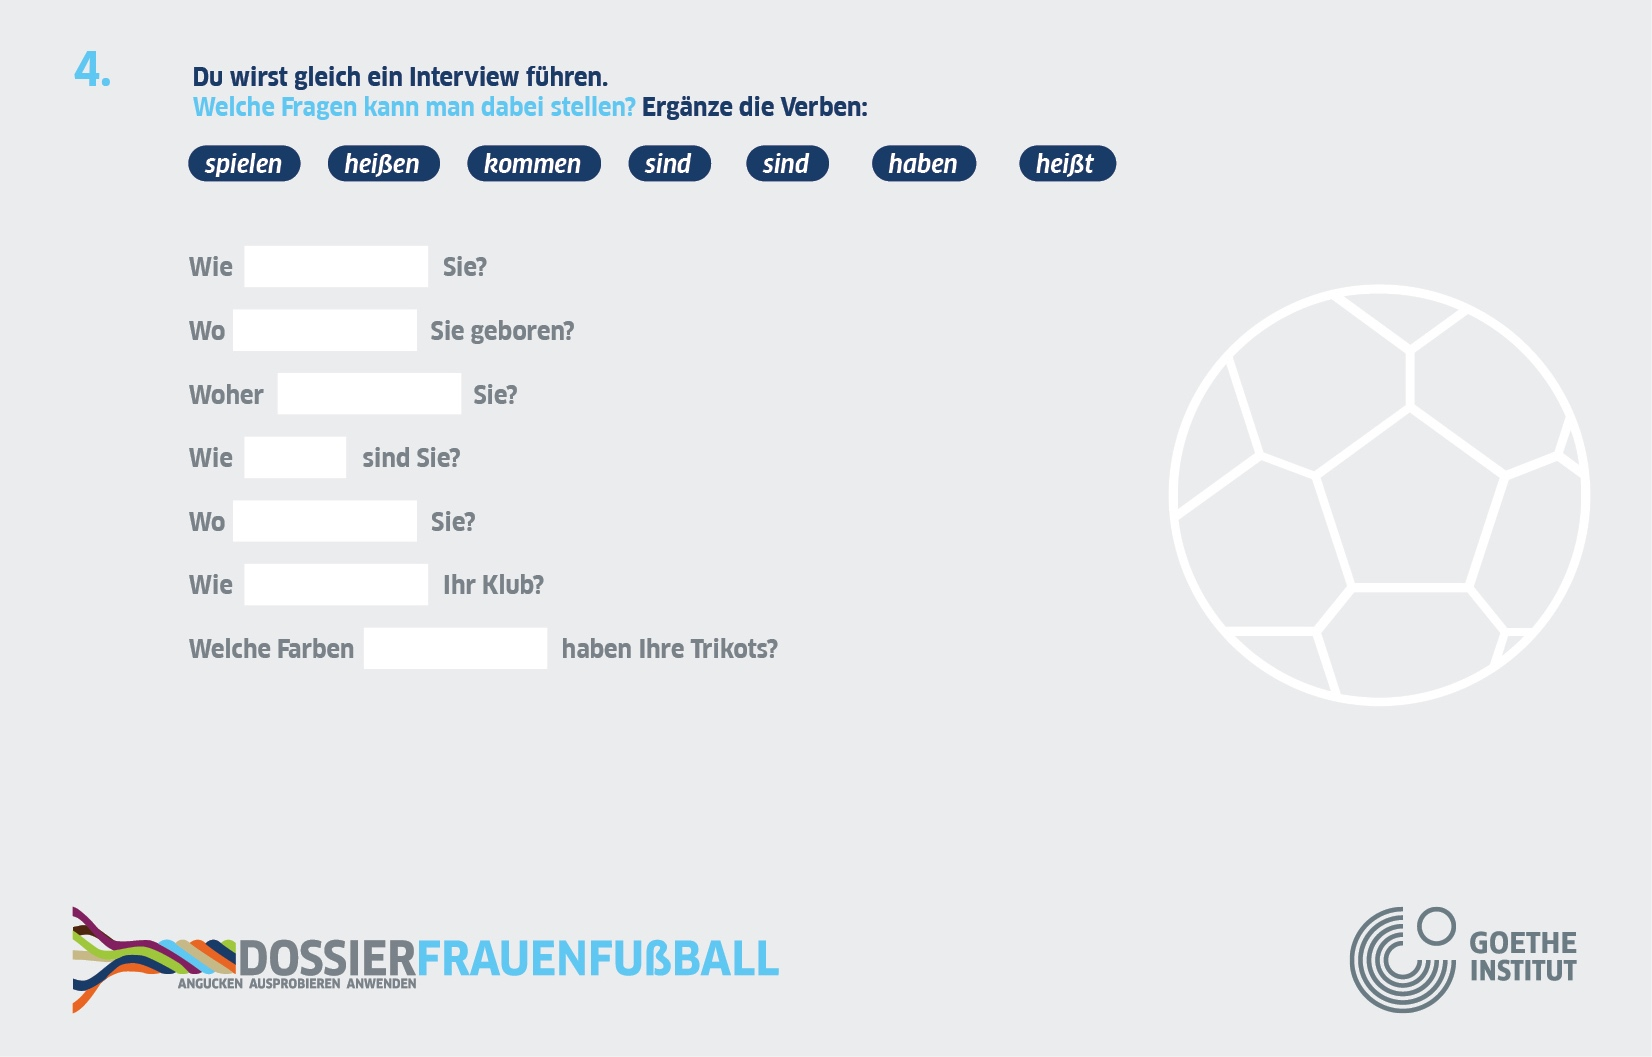 4.
Du wirst gleich ein Interview führen.
Welche Fragen kann man dabei stellen? Ergänze die Verben:
spielen heißen kommen sind sind haben heißt
Wie Sie?
Wo Sie geboren?
Woher Sie?
Wie sind Sie?
Wo Sie?
Wie Ihr Klub?
Welche Farben haben Ihre Trikots?
DOSSIERFRAUENFUßBALL
ANGUCKEN AUSPROBIEREN ANWENDEN
GOETHE
INSTITUT